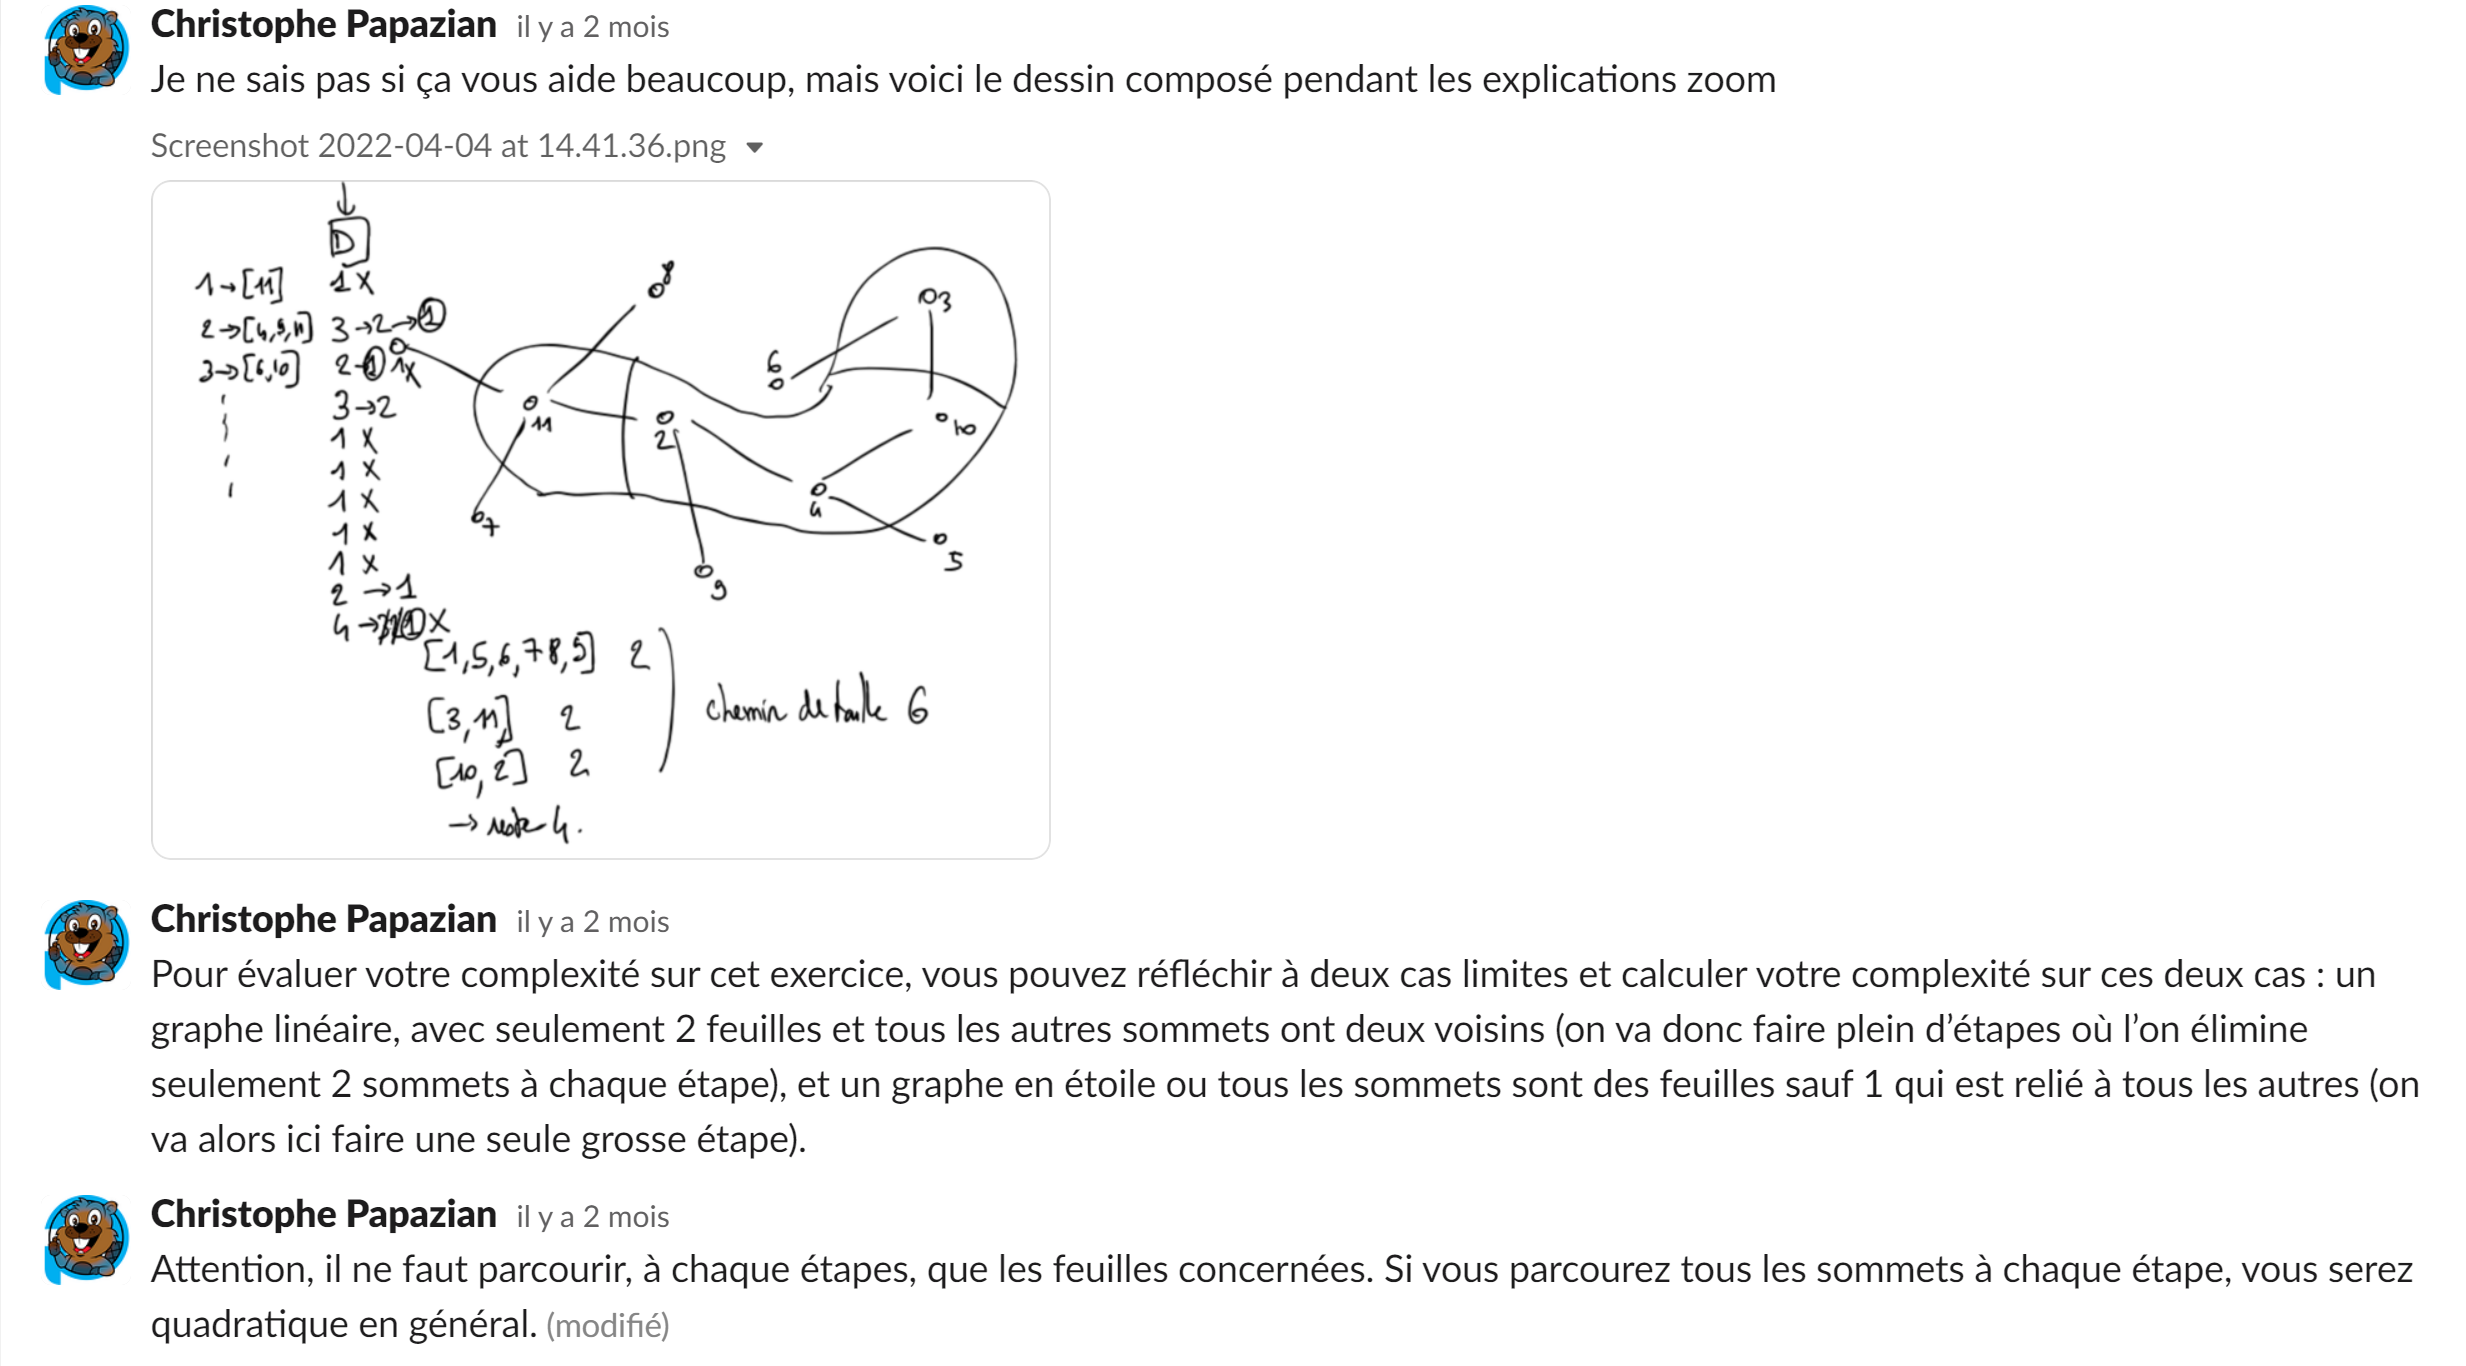 Christophe Papazian il y a 2 mois
Je ne sais pas si ça vous aide beaucoup, mais voici le dessin composé pendant les explications zoom
Screenshot 2022-04-04 at 14.41.36.png
D
1→[11] 1 X
2→[4,9,11] 3→2→1
3→[6,10] 2→1 1X
3→2
1 X
1 X
1 X
1 X
1 X
2→1
4→ 1 X
8
3
6
11
2
10
4
7
5
9
[1,5,6,7 8,9] 2
[3,11] 2
[10,2] 2
chemin de taille 6
→ reste 4.
Christophe Papazian il y a 2 mois
Pour évaluer votre complexité sur cet exercice, vous pouvez réfléchir à deux cas limites et calculer votre complexité sur ces deux cas : un
graphe linéaire, avec seulement 2 feuilles et tous les autres sommets ont deux voisins (on va donc faire plein d’étapes où l’on élimine
seulement 2 sommets à chaque étape), et un graphe en étoile ou tous les sommets sont des feuilles sauf 1 qui est relié à tous les autres (on
va alors ici faire une seule grosse étape).
Christophe Papazian il y a 2 mois
Attention, il ne faut parcourir, à chaque étapes, que les feuilles concernées. Si vous parcourez tous les sommets à chaque étape, vous serez
quadratique en général. (modifié)